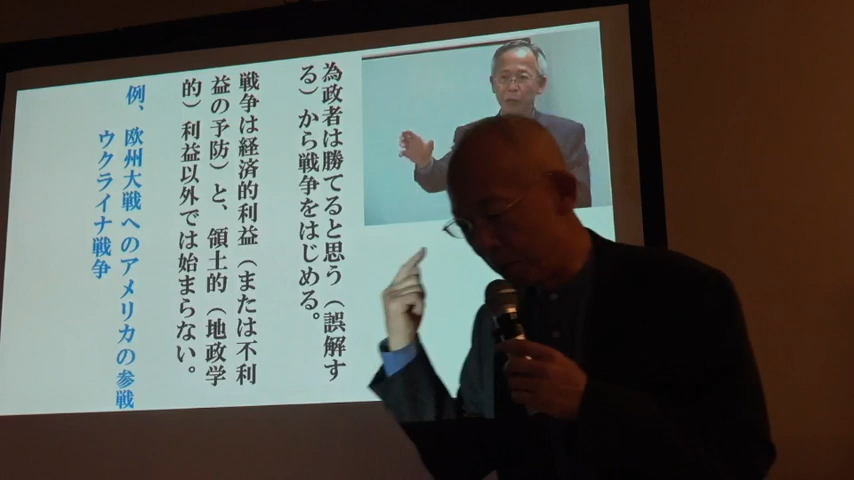 為政者は勝てると思う（誤解す
る）から戦争をはじめる。
戦争は経済的利益（または不利
益の予防）と、領土的（地政学
的）利益以外では始まらない。
例、欧州大戦へのアメリカの参戦
ウクライナ戦争